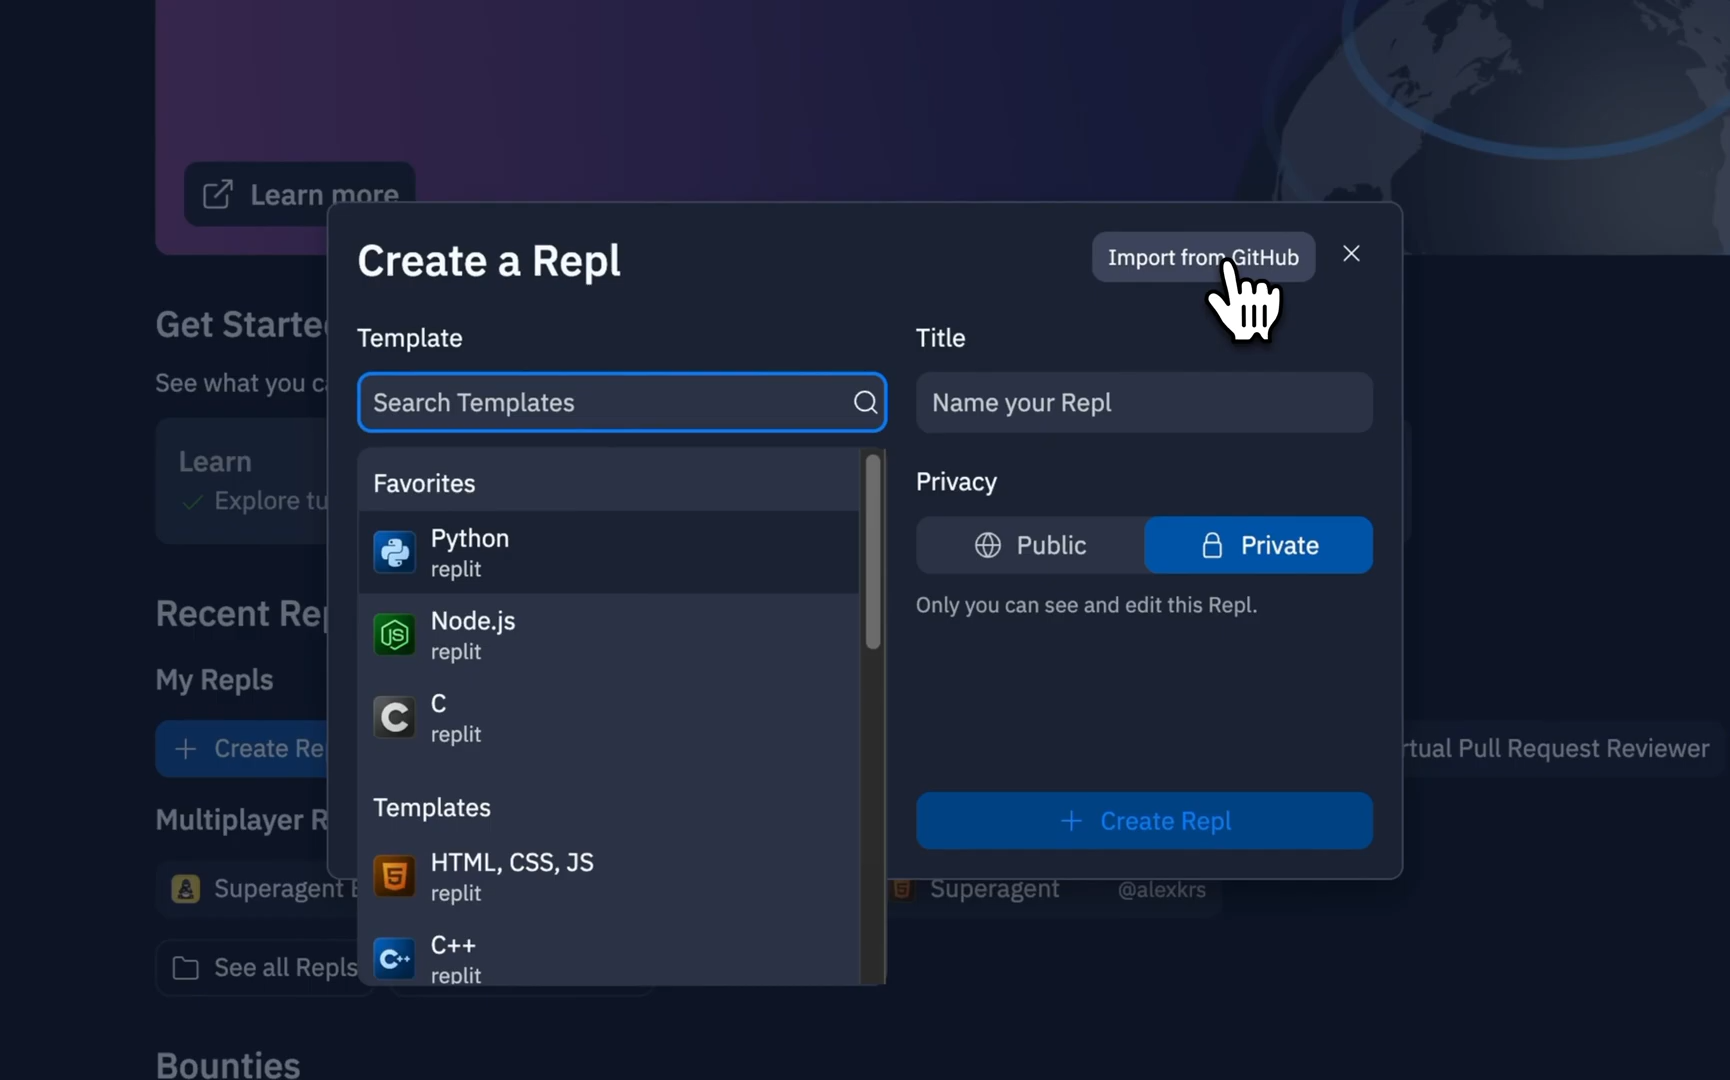 Learn more
Create a Repl
Import from GitHub
Get Starte
Template
Title
See what you ca
Search Templates
Name your Repl
Learn
Explore tu
Favorites
Privacy
Python
replit
Public
Private
Only you can see and edit this Repl.
Node.js
replit
Recent Rep
My Repls
C
replit
Create Re
rtual Pull Request Reviewer
Multiplayer R
Templates
Create Repl
HTML, CSS, JS
replit
Superagent
Superagent
@alexkrs
C++
replit
See all Repls
Bounties